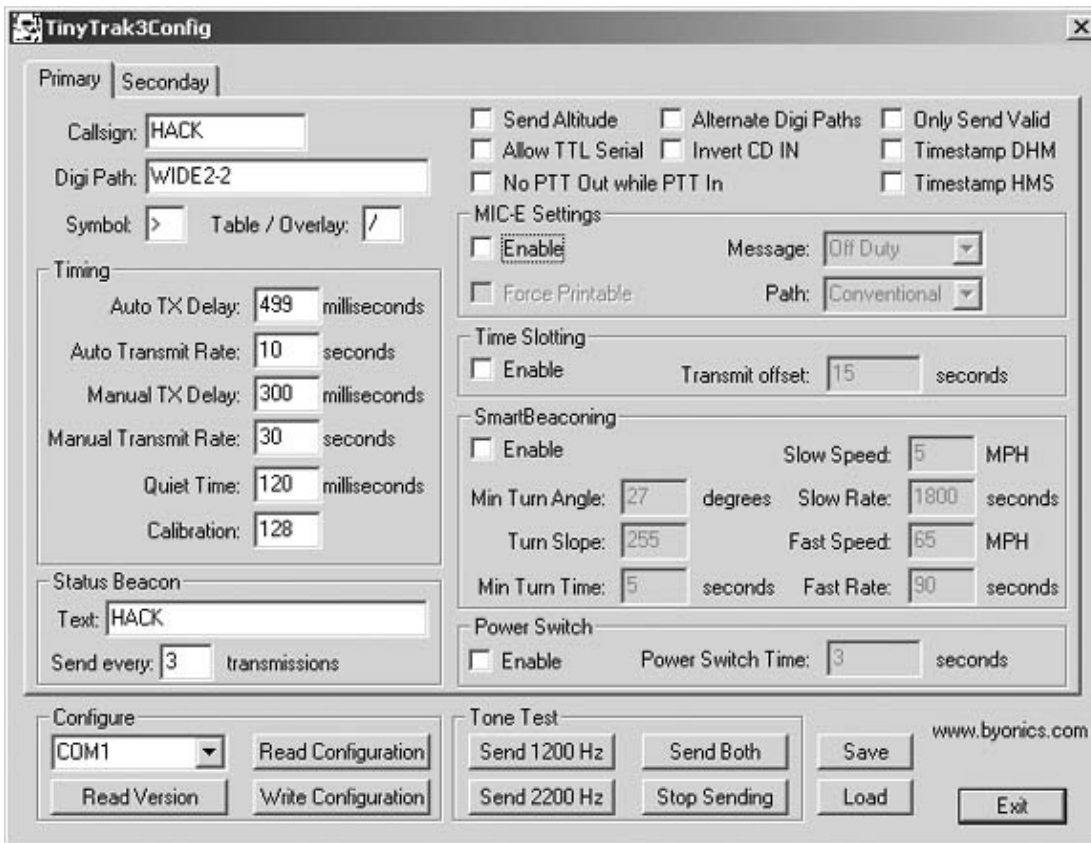 TinyTrak3Config
Primary
Seconday
Callsign: HACK
Digi Path: WIDE2-2
Symbol: > Table / Overlay: /
Timing
Auto TX Delay: 499 milliseconds
Auto Transmit Rate: 10 seconds
Manual TX Delay: 300 milliseconds
Manual Transmit Rate: 30 seconds
Quiet Time: 120 milliseconds
Calibration: 128
Status Beacon
Text: HACK
Send every: 3 transmissions
Send Altitude Alternate Digi Paths Only Send Valid
Allow TTL Serial Invert CD IN Timestamp DHM
No PTT Out while PTT In Timestamp HMS
MIC-E Settings
Enable Message: Off Duty
Force Printable Path: Conventional
Time Slotting
Enable Transmit offset: 15 seconds
SmartBeaconing
Enable Slow Speed: 5 MPH
Min Turn Angle: 27 degrees Slow Rate: 1800 seconds
Turn Slope: 255 Fast Speed: 65 MPH
Min Turn Time: 5 seconds Fast Rate: 90 seconds
Power Switch
Enable Power Switch Time: 3 seconds
Configure
COM1 Read Configuration
Read Version Write Configuration
Tone Test
Send 1200 Hz Send Both
Send 2200 Hz Stop Sending
Save
Load
www.byonics.com
Exit